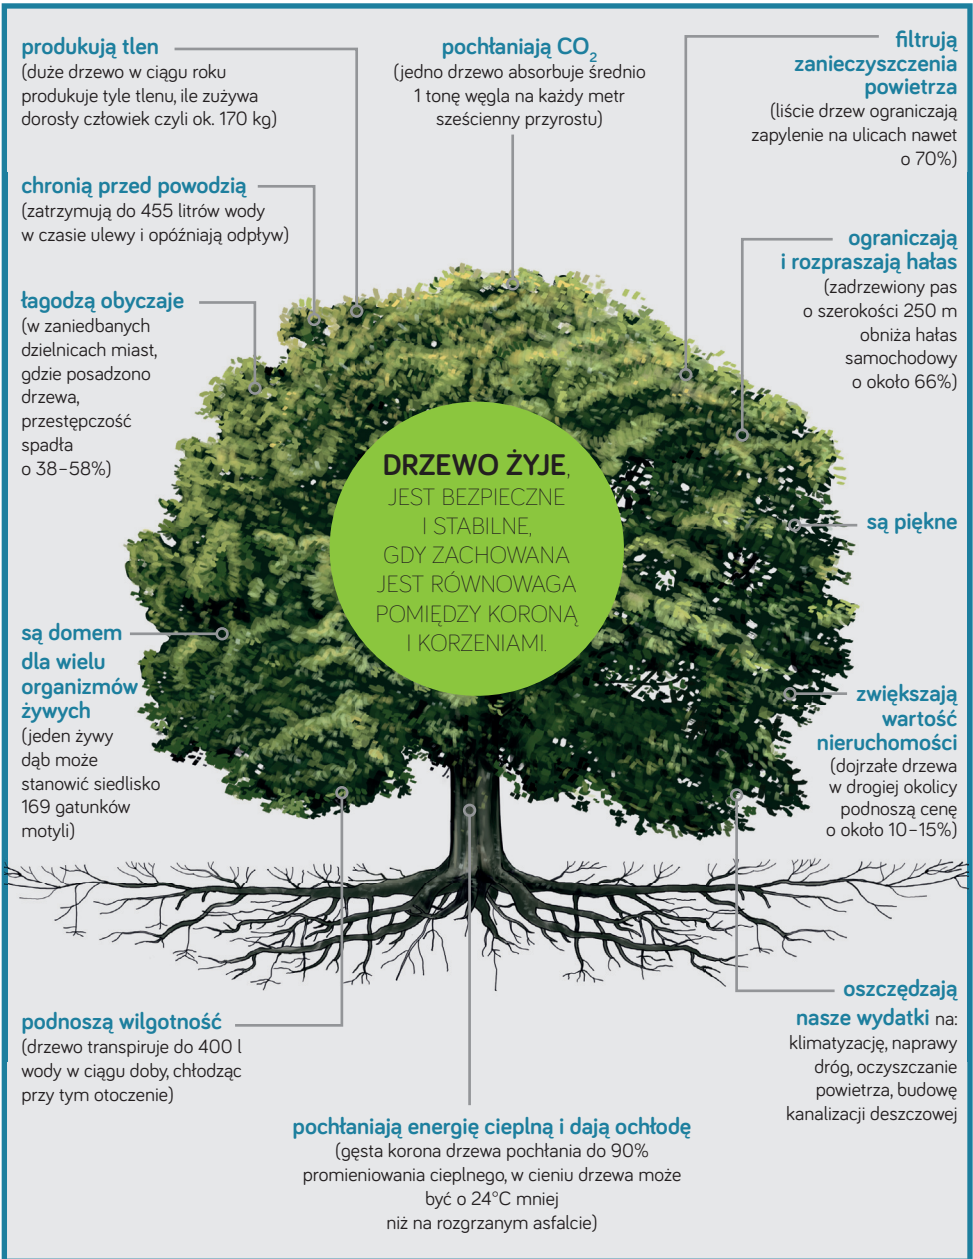 produkują tlen
(duże drzewo w ciągu roku
produkuje tyle tlenu, ile zużywa
dorosły człowiek czyli ok. 170 kg)
pochłaniają CO₂
(jedno drzewo absorbuje średnio
1 tonę węgla na każdy metr
sześcienny przyrostu)
filtrują
zanieczyszczenia
powietrza
(liście drzew ograniczają
zapylenie na ulicach nawet
o 70%)
chronią przed powodzią
(zatrzymują do 455 litrów wody
w czasie ulewy i opóźniają odpływ)
ograniczają
i rozpraszają hałas
(zadrzewiony pas
o szerokości 250 m
obniża hałas
samochodowy
o około 66%)
łagodzą obyczaje
(w zaniedbanych
dzielnicach miast,
gdzie posadzono
drzewa,
przestępczość
spadła
o 38–58%)
DRZEWO ŻYJE,
JEST BEZPIECZNE
I STABILNE,
GDY ZACHOWANA
JEST RÓWNOWAGA
POMIĘDZY KORONĄ
I KORZENIAMI.
są piękne
są domem
dla wielu
organizmów
żywych
(jeden żywy
dąb może
stanowić siedlisko
169 gatunków
motyli)
zwiększają
wartość
nieruchomości
(dojrzałe drzewa
w drogiej okolicy
podnoszą cenę
o około 10–15%)
podnoszą wilgotność
(drzewo transpiruje do 400 l
wody w ciągu doby, chłodząc
przy tym otoczenie)
oszczędzają
nasze wydatki na:
klimatyzację, naprawy
dróg, oczyszczanie
powietrza, budowę
kanalizacji deszczowej
pochłaniają energię cieplną i dają ochłodę
(gęsta korona drzewa pochłania do 90%
promieniowania cieplnego, w cieniu drzewa może
być o 24°C mniej
niż na rozgrzanym asfalcie)